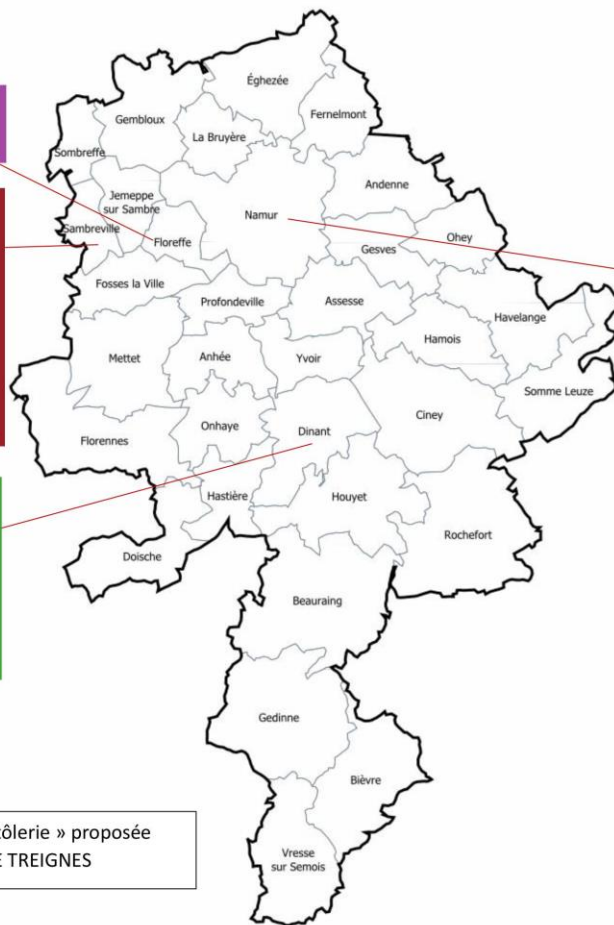 Éghezée
Gembloux
Fernelmont
La Bruyère
Sombreffe
Andenne
Jemeppe
sur Sambre
Namur
Sambreville
Floreffe
Ohey
Gesves
Fosses la Ville
Profondeville
Assesse
Havelange
Hamois
Mettet
Anhée
Yvoir
Somme Leuze
Ciney
Onhaye
Dinant
Florennes
Hastière
Houyet
Rochefort
Doische
Beauraing
Gedinne
Bièvre
ôlerie » proposée
E TREIGNES
Vresse
sur Semois